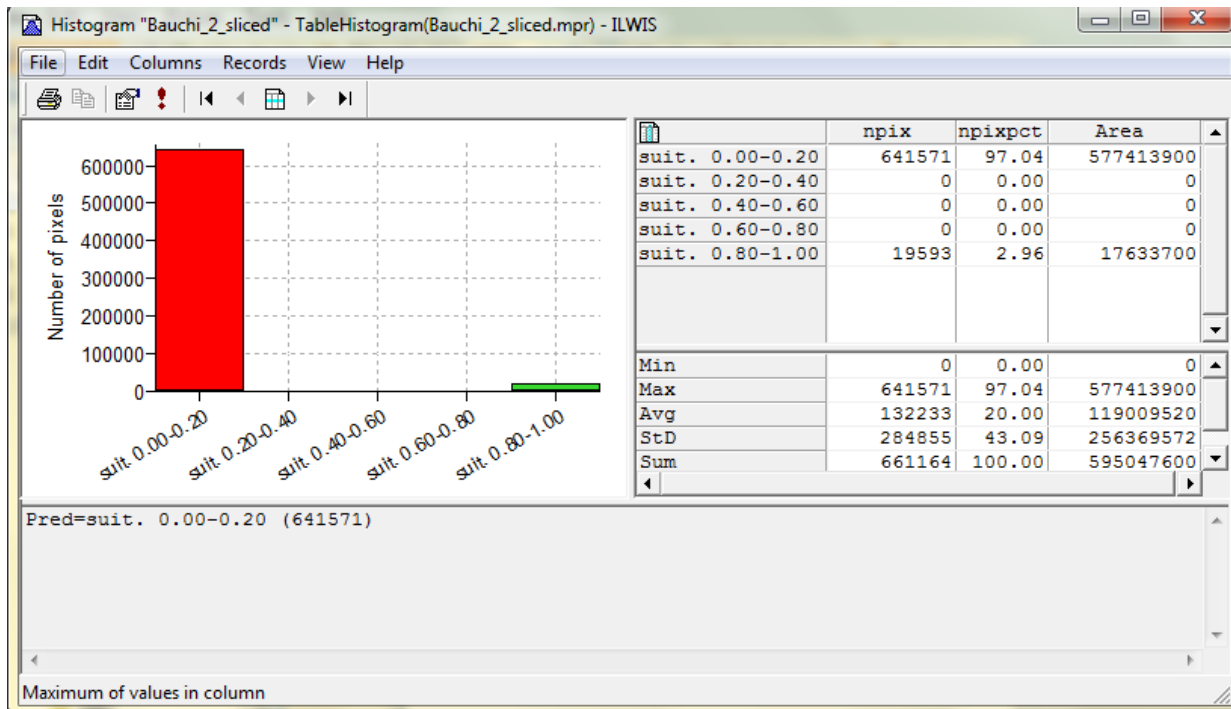 Histogram "Bauchi_2_sliced" - TableHistogram(Bauchi_2_sliced.mpr) - ILWIS
File Edit Columns Records View Help
Number of pixels
600000
500000
400000
300000
200000
100000
0
suit. 0.00-0.20
suit. 0.20-0.40
suit. 0.40-0.60
suit. 0.60-0.80
suit. 0.80-1.00
npix npixpct Area
suit. 0.00-0.20 641571 97.04 577413900
suit. 0.20-0.40 0 0.00 0
suit. 0.40-0.60 0 0.00 0
suit. 0.60-0.80 0 0.00 0
suit. 0.80-1.00 19593 2.96 17633700
Min 0 0.00 0
Max 641571 97.04 577413900
Avg 132233 20.00 119009520
StD 284855 43.09 256369572
Sum 661164 100.00 595047600
Pred=suit. 0.00-0.20 (641571)
Maximum of values in column